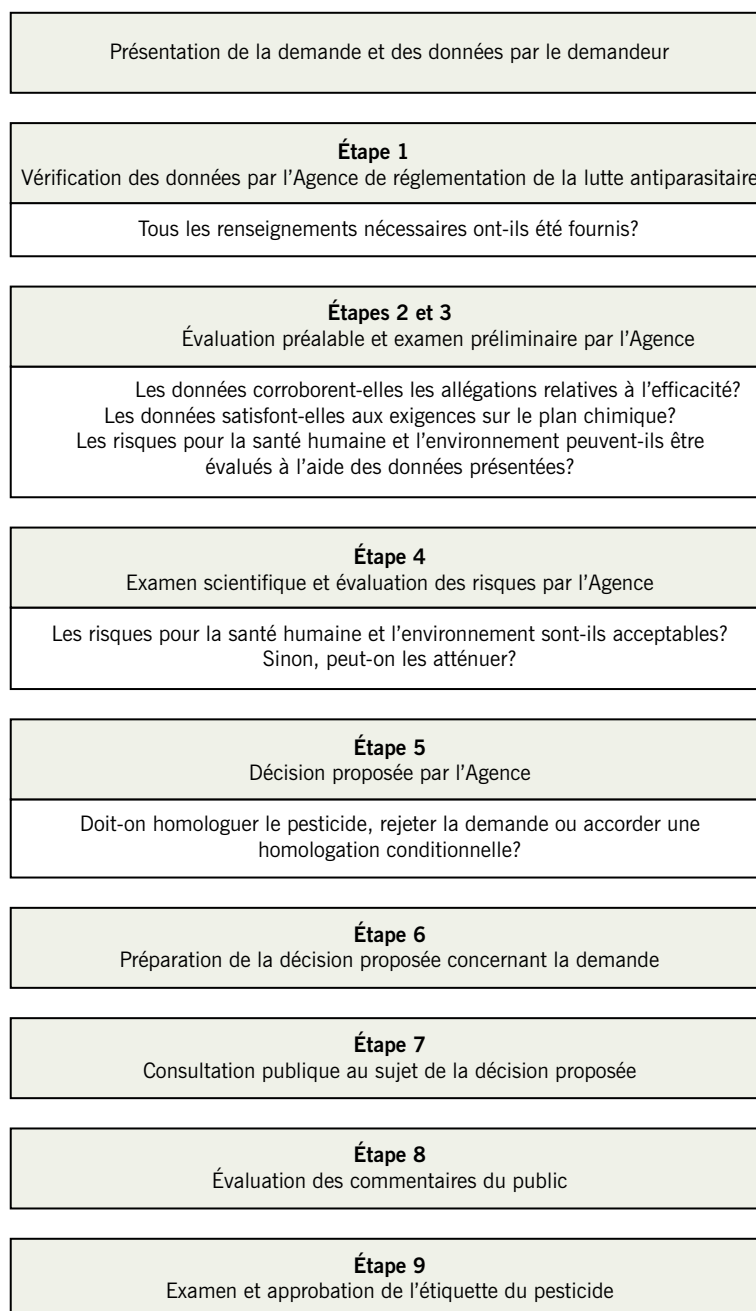 Présentation de la demande et des données par le demandeur
Étape 1
Vérification des données par l'Agence de réglementation de la lutte antiparasitaire
Tous les renseignements nécessaires ont-ils été fournis?
Étapes 2 et 3
Évaluation préalable et examen préliminaire par l'Agence
Les données corroborent-elles les allégations relatives à l'efficacité?
Les données satisfont-elles aux exigences sur le plan chimique?
Les risques pour la santé humaine et l'environnement peuvent-ils être
évalués à l'aide des données présentées?
Étape 4
Examen scientifique et évaluation des risques par l'Agence
Les risques pour la santé humaine et l'environnement sont-ils acceptables?
Sinon, peut-on les atténuer?
Étape 5
Décision proposée par l'Agence
Doit-on homologuer le pesticide, rejeter la demande ou accorder une
homologation conditionnelle?
Étape 6
Préparation de la décision proposée concernant la demande
Étape 7
Consultation publique au sujet de la décision proposée
Étape 8
Évaluation des commentaires du public
Étape 9
Examen et approbation de l'étiquette du pesticide